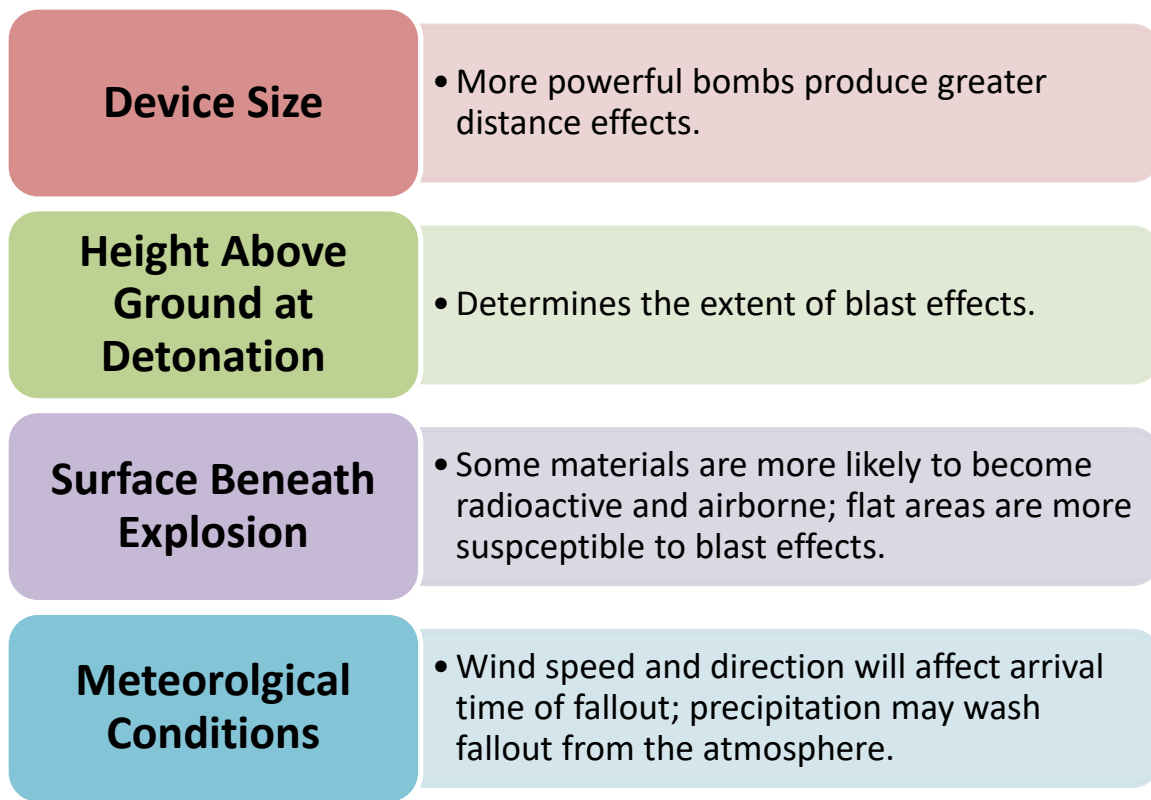 Device Size
• More powerful bombs produce greater
distance effects.
Height Above
Ground at
Detonation
• Determines the extent of blast effects.
Surface Beneath
Explosion
• Some materials are more likely to become
radioactive and airborne; flat areas are more
suspceptible to blast effects.
Meteorolgical
Conditions
• Wind speed and direction will affect arrival
time of fallout; precipitation may wash
fallout from the atmosphere.